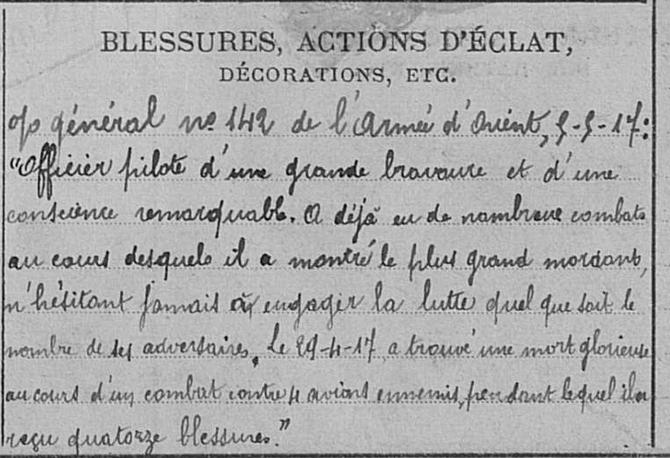 BLESSURES, ACTIONS D'ÉCLAT,
DÉCORATIONS, ETC.
o/o général no 142 de l'Armée d'Orient, 5-5-17:
"Officier pilote d'une grande bravoure et d'une
conscience remarquable. A déjà eu de nombreux combats
au cours desquels il a montré le plus grand mordant,
n'hésitant jamais à engager la lutte quel que soit le
nombre de ses adversaires. Le 29-4-17 a trouvé une mort glorieuse
au cours d'un combat contre 4 avions ennemis, pendant lequel il a
reçu quatorze blessures."